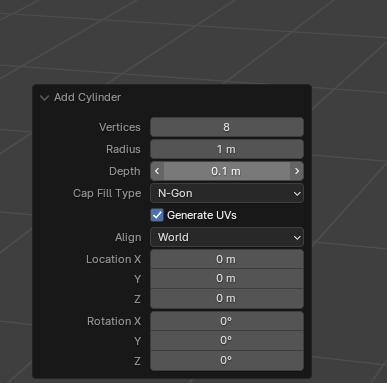 Add Cylinder
Vertices 8
Radius 1 m
Depth 0.1 m
Cap Fill Type N-Gon
Generate UVs
Align World
Location X 0 m
Y 0 m
Z 0 m
Rotation X 0°
Y 0°
Z 0°